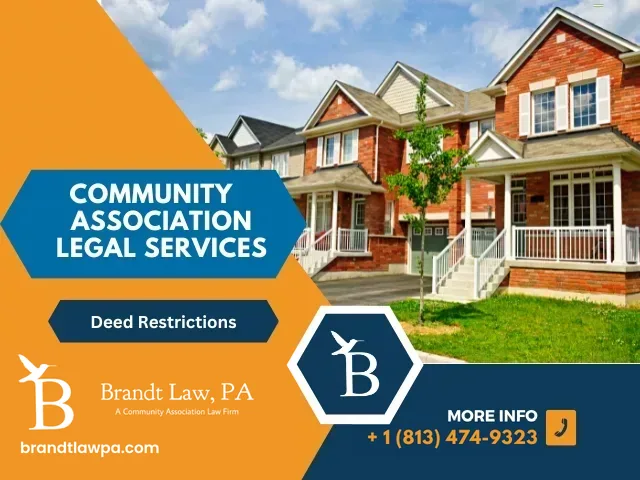 COMMUNITY
ASSOCIATION
LEGAL SERVICES
Deed Restrictions
B
Brandt Law, PA
A Community Association Law Firm
brandtlawpa.com
B
MORE INFO
+ 1 (813) 474-9323